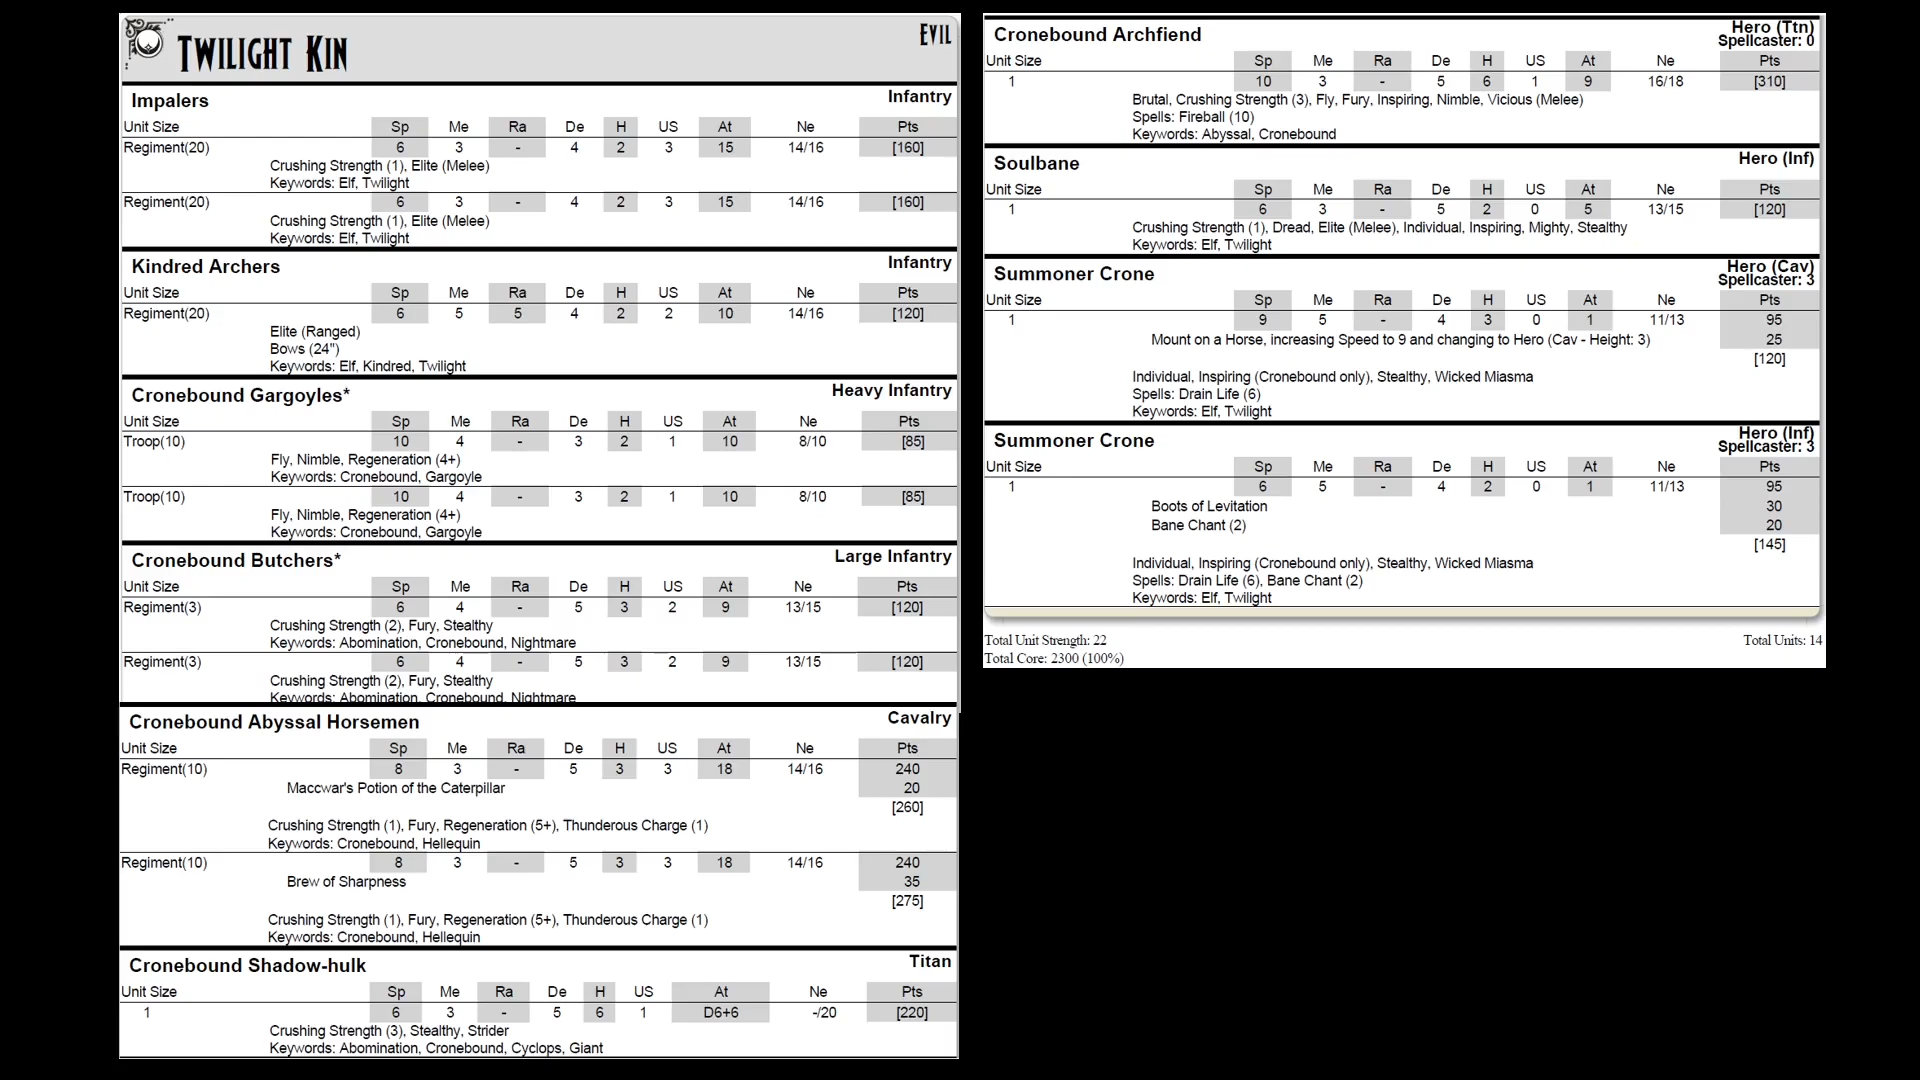 TWILIGHT KIN
EVIL
Impalers Infantry
Unit Size Sp Me Ra De H US At Ne Pts
Regiment(20) 6 3 - 4 2 3 15 14/16 [160]
Crushing Strength (1), Elite (Melee)
Keywords: Elf, Twilight
Regiment(20) 6 3 - 4 2 3 15 14/16 [160]
Crushing Strength (1), Elite (Melee)
Keywords: Elf, Twilight
Kindred Archers Infantry
Unit Size Sp Me Ra De H US At Ne Pts
Regiment(20) 6 5 5 4 2 2 10 14/16 [120]
Elite (Ranged)
Bows (24")
Keywords: Elf, Kindred, Twilight
Cronebound Gargoyles* Heavy Infantry
Unit Size Sp Me Ra De H US At Ne Pts
Troop(10) 10 4 - 3 2 1 10 8/10 [85]
Fly, Nimble, Regeneration (4+)
Keywords: Cronebound, Gargoyle
Troop(10) 10 4 - 3 2 1 10 8/10 [85]
Fly, Nimble, Regeneration (4+)
Keywords: Cronebound, Gargoyle
Cronebound Butchers* Large Infantry
Unit Size Sp Me Ra De H US At Ne Pts
Regiment(3) 6 4 - 5 3 2 9 13/15 [120]
Crushing Strength (2), Fury, Stealthy
Keywords: Abomination, Cronebound, Nightmare
Regiment(3) 6 4 - 5 3 2 9 13/15 [120]
Crushing Strength (2), Fury, Stealthy
Keywords: Abomination, Cronebound, Nightmare
Cronebound Abyssal Horsemen Cavalry
Unit Size Sp Me Ra De H US At Ne Pts
Regiment(10) 8 3 - 5 3 3 18 14/16 240
Maccwar's Potion of the Caterpillar 20
[260]
Crushing Strength (1), Fury, Regeneration (5+), Thunderous Charge (1)
Keywords: Cronebound, Hellequin
Regiment(10) 8 3 - 5 3 3 18 14/16 240
Brew of Sharpness 35
[275]
Crushing Strength (1), Fury, Regeneration (5+), Thunderous Charge (1)
Keywords: Cronebound, Hellequin
Cronebound Shadow-hulk Titan
Unit Size Sp Me Ra De H US At Ne Pts
1 6 3 - 5 6 1 D6+6 -/20 [220]
Crushing Strength (3), Stealthy, Strider
Keywords: Abomination, Cronebound, Cyclops, Giant
Cronebound Archfiend Hero (Ttn)
Spellcaster: 0
Unit Size Sp Me Ra De H US At Ne Pts
1 10 3 - 5 6 1 9 16/18 [310]
Brutal, Crushing Strength (3), Fly, Fury, Inspiring, Nimble, Vicious (Melee)
Spells: Fireball (10)
Keywords: Abyssal, Cronebound
Soulbane Hero (Inf)
Unit Size Sp Me Ra De H US At Ne Pts
1 6 3 - 5 2 0 5 13/15 [120]
Crushing Strength (1), Dread, Elite (Melee), Individual, Inspiring, Mighty, Stealthy
Keywords: Elf, Twilight
Summoner Crone Hero (Cav)
Spellcaster: 3
Unit Size Sp Me Ra De H US At Ne Pts
1 9 5 - 4 3 0 1 11/13 95
Mount on a Horse, increasing Speed to 9 and changing to Hero (Cav - Height: 3) 25
[120]
Individual, Inspiring (Cronebound only), Stealthy, Wicked Miasma
Spells: Drain Life (6)
Keywords: Elf, Twilight
Summoner Crone Hero (Inf)
Spellcaster: 3
Unit Size Sp Me Ra De H US At Ne Pts
1 6 5 - 4 2 0 1 11/13 95
Boots of Levitation 30
Bane Chant (2) 20
[145]
Individual, Inspiring (Cronebound only), Stealthy, Wicked Miasma
Spells: Drain Life (6), Bane Chant (2)
Keywords: Elf, Twilight
Total Unit Strength: 22 Total Units: 14
Total Core: 2300 (100%)